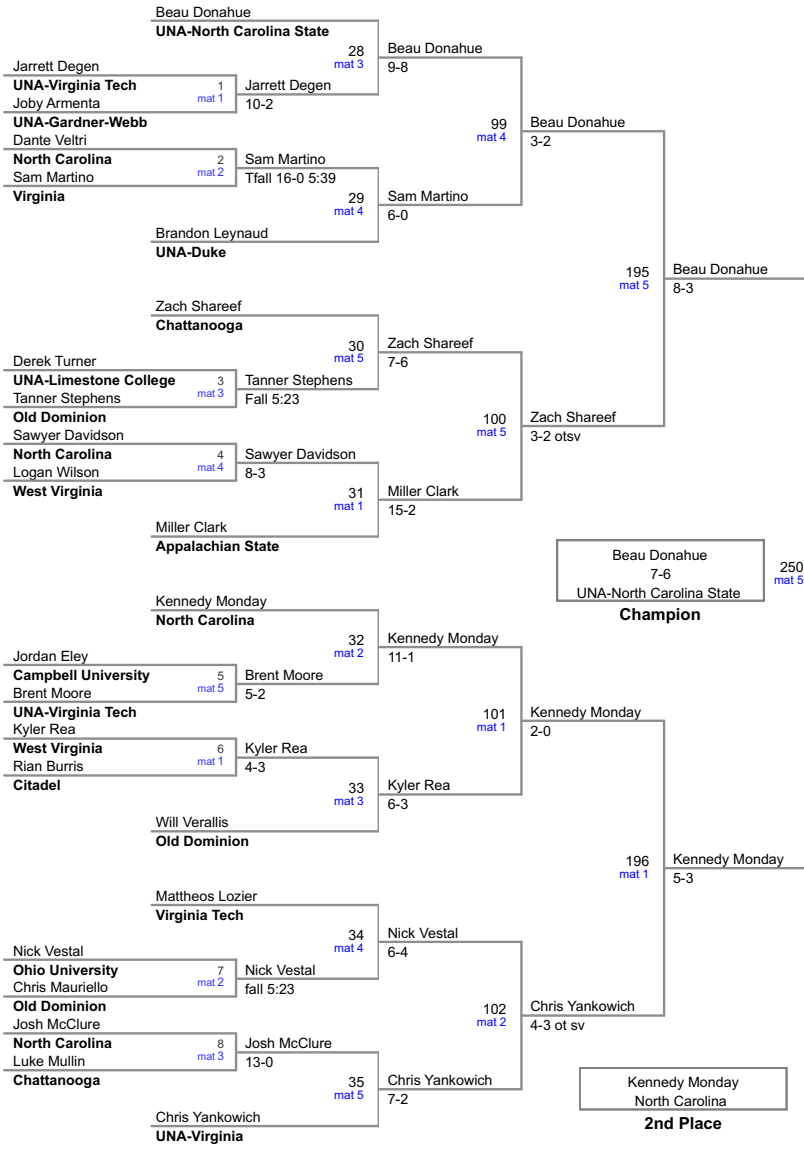 Beau Donahue
UNA-North Carolina State
28
mat 3
Beau Donahue
9-8
Jarrett Degen
UNA-Virginia Tech
1
mat 1
Joby Armenta
UNA-Gardner-Webb
Jarrett Degen
10-2
99
mat 4
Beau Donahue
3-2
Dante Veltri
North Carolina
2
mat 2
Sam Martino
Virginia
Sam Martino
Tfall 16-0 5:39
29
mat 4
Sam Martino
6-0
Brandon Leynaud
UNA-Duke
195
mat 5
Beau Donahue
8-3
Zach Shareef
Chattanooga
30
mat 5
Zach Shareef
7-6
Derek Turner
UNA-Limestone College
3
mat 3
Tanner Stephens
Old Dominion
Tanner Stephens
Fall 5:23
100
mat 5
Zach Shareef
3-2 otsv
Sawyer Davidson
North Carolina
4
mat 4
Logan Wilson
West Virginia
Sawyer Davidson
8-3
31
mat 1
Miller Clark
15-2
Miller Clark
Appalachian State
Beau Donahue
7-6
UNA-North Carolina State
250
mat 5
Champion
Kennedy Monday
North Carolina
32
mat 2
Kennedy Monday
11-1
Jordan Eley
Campbell University
5
mat 5
Brent Moore
UNA-Virginia Tech
Brent Moore
5-2
101
mat 1
Kennedy Monday
2-0
Kyler Rea
West Virginia
6
mat 1
Rian Burris
Citadel
Kyler Rea
4-3
33
mat 3
Kyler Rea
6-3
Will Verallis
Old Dominion
196
mat 1
Kennedy Monday
5-3
Mattheos Lozier
Virginia Tech
34
mat 4
Nick Vestal
6-4
Nick Vestal
Ohio University
7
mat 2
Chris Mauriello
Old Dominion
Nick Vestal
fall 5:23
102
mat 2
Chris Yankowich
4-3 ot sv
Josh McClure
North Carolina
8
mat 3
Luke Mullin
Chattanooga
Josh McClure
13-0
35
mat 5
Chris Yankowich
7-2
Chris Yankowich
UNA-Virginia
Kennedy Monday
North Carolina
2nd Place